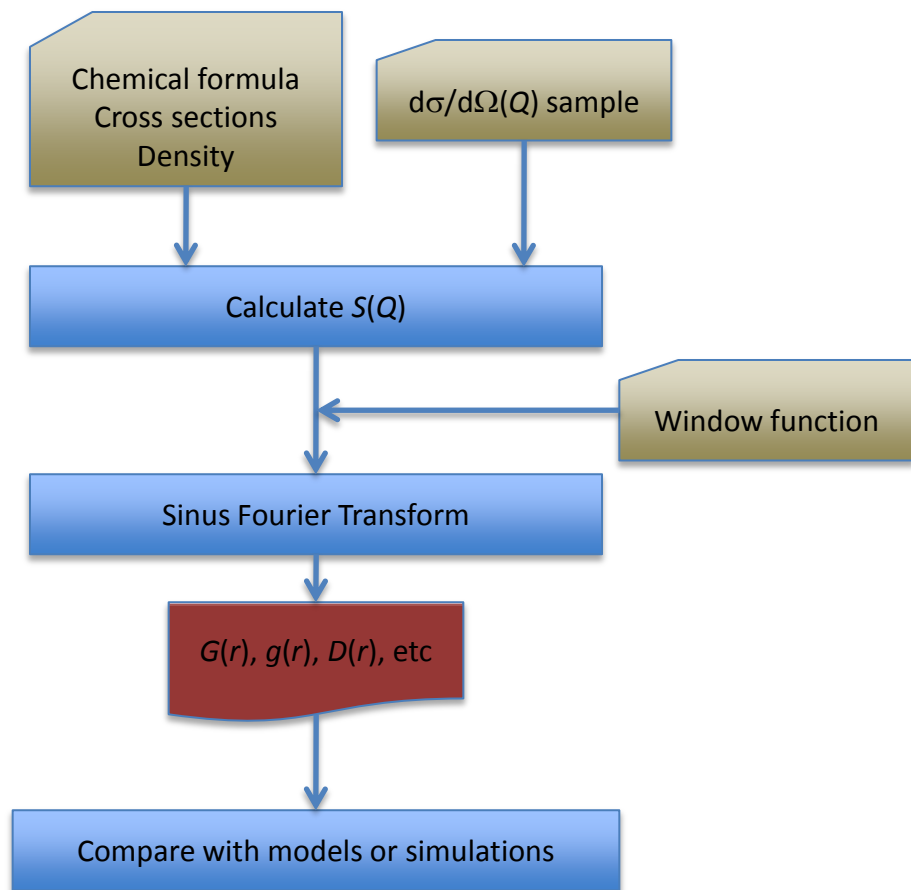 Chemical formula
Cross sections
Density
dσ/dΩ(Q) sample
Calculate S(Q)
Window function
Sinus Fourier Transform
G(r), g(r), D(r), etc
Compare with models or simulations